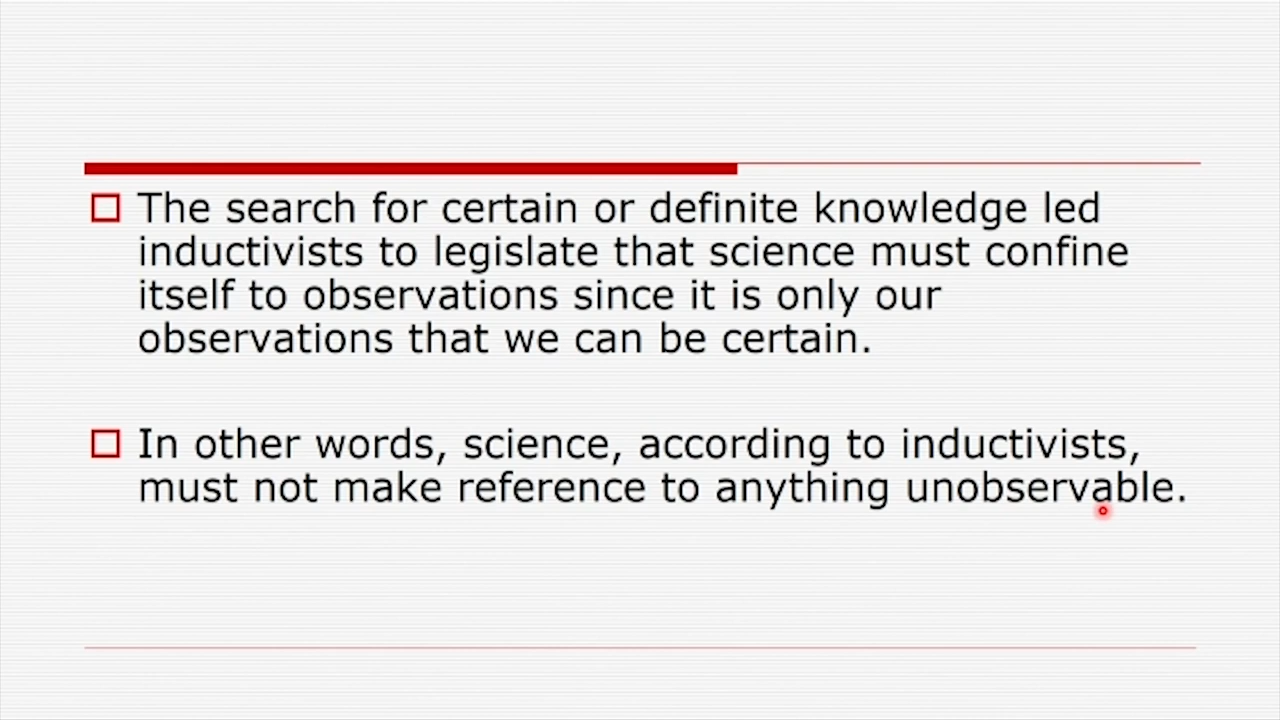 The search for certain or definite knowledge led
inductivists to legislate that science must confine
itself to observations since it is only our
observations that we can be certain.
In other words, science, according to inductivists,
must not make reference to anything unobservable.